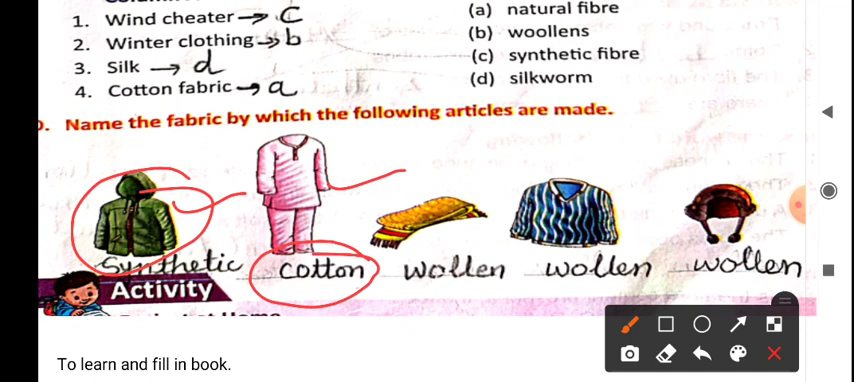 1. Wind cheater → c (a) natural fibre
2. Winter clothing → b (b) woollens
3. Silk → d (c) synthetic fibre
4. Cotton fabric → a (d) silkworm
. Name the fabric by which the following articles are made.
Synthetic cotton wollen wollen wollen
Activity
To learn and fill in book.